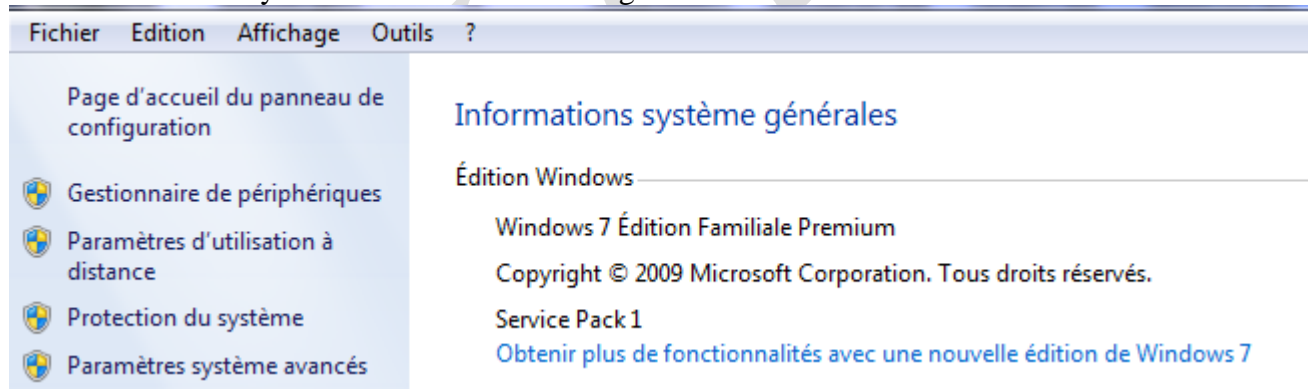 Fichier Edition Affichage Outils ?
Page d'accueil du panneau de
configuration
Gestionnaire de périphériques
Paramètres d'utilisation à
distance
Protection du système
Paramètres système avancés
Informations système générales
Édition Windows
Windows 7 Édition Familiale Premium
Copyright © 2009 Microsoft Corporation. Tous droits réservés.
Service Pack 1
Obtenir plus de fonctionnalités avec une nouvelle édition de Windows 7